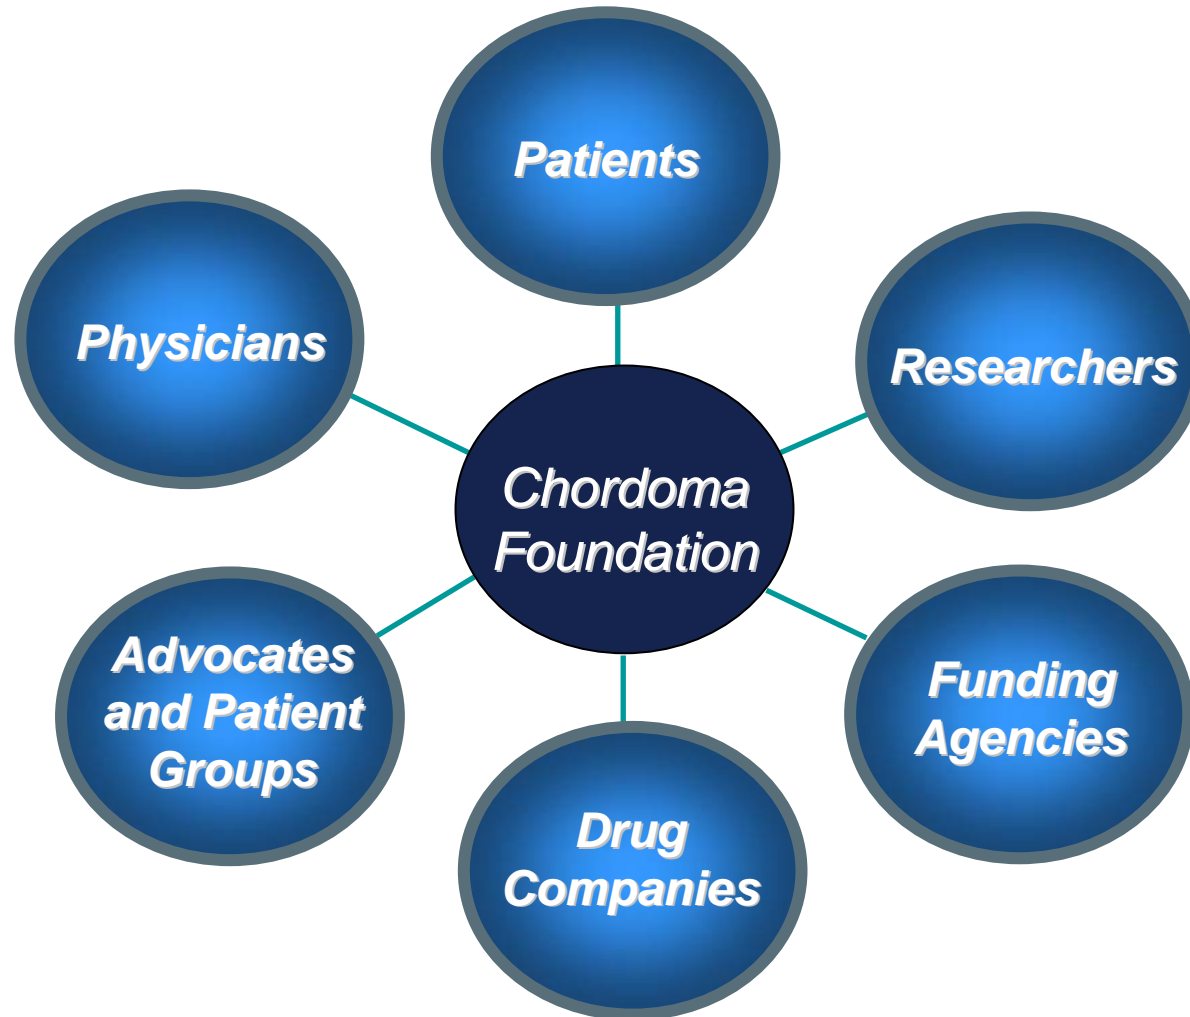 Patients
Physicians
Researchers
Chordoma
Foundation
Advocates
and Patient
Groups
Funding
Agencies
Drug
Companies